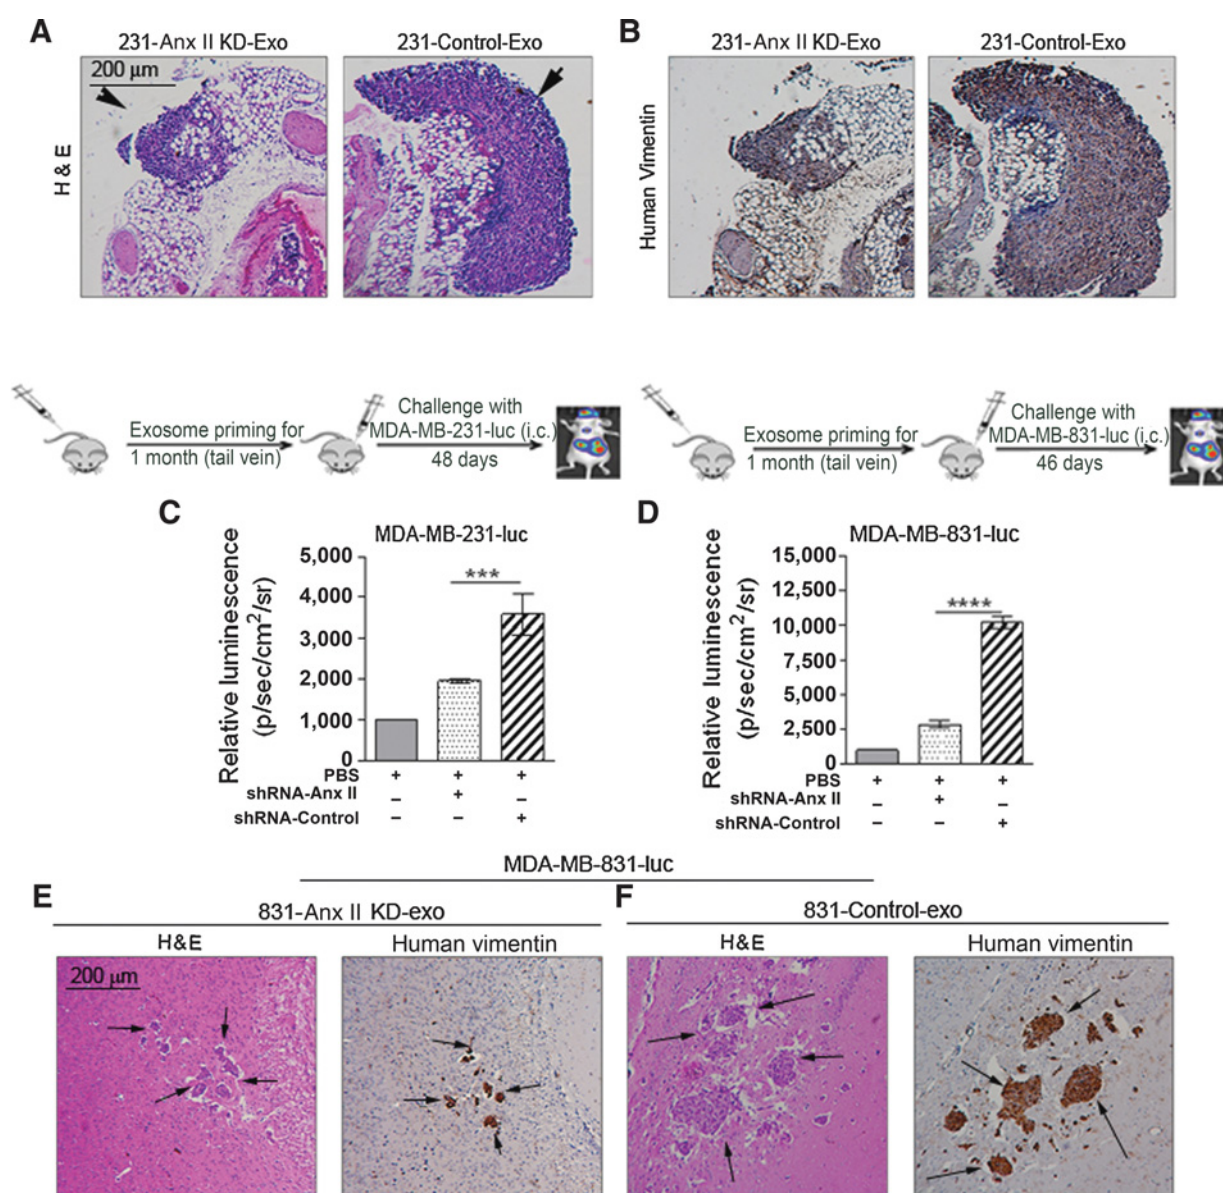 A
231-Anx II KD-Exo
231-Control-Exo
200 µm
H & E
B
231-Anx II KD-Exo
231-Control-Exo
Human Vimentin
Exosome priming for
1 month (tail vein)
Challenge with
MDA-MB-231-luc (i.c.)
48 days
Exosome priming for
1 month (tail vein)
Challenge with
MDA-MB-831-luc (i.c.)
46 days
C
MDA-MB-231-luc
Relative luminescence
(p/sec/cm²/sr)
5,000
4,000
3,000
2,000
1,000
0
***
PBS + + +
shRNA-Anx II – + –
shRNA-Control – – +
D
MDA-MB-831-luc
Relative luminescence
(p/sec/cm²/sr)
15,000
12,500
10,000
7,500
5,000
2,500
0
****
PBS + + +
shRNA-Anx II – + –
shRNA-Control – – +
MDA-MB-831-luc
E
831-Anx II KD-exo
H&E
Human vimentin
200 µm
F
831-Control-exo
H&E
Human vimentin